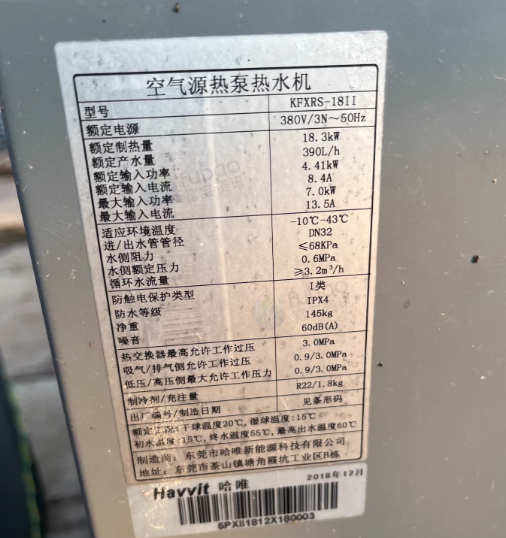 空气源热泵热水机
型号 KFXRS-18II
额定电源 380V/3N～50Hz
额定制热量 18.3kW
额定产水量 390L/h
额定输入功率 4.41kW
额定输入电流 8.4A
最大输入功率 7.0kW
最大输入电流 13.5A
适应环境温度 -10℃-43℃
进/出水管管径 DN32
水侧阻力 ≤68KPa
水侧额定压力 0.6MPa
循环水流量 ≥3.2m³/h
防触电保护类型 I类
防水等级 IPX4
净重 145kg
噪音 60dB(A)
热交换器最高允许工作过压 3.0MPa
吸气/排气侧允许工作过压 0.9/3.0MPa
低压/高压侧最大允许工作压力 0.9/3.0MPa
制冷剂/充注量 R22/1.8kg
出厂编号/制造日期 见条形码
额定工况:干球温度20℃,湿球温度:15℃
初水温度:15℃,终水温度55℃,最高出水温度60℃
制造商: 东莞市哈唯新能源科技有限公司
地址: 东莞市茶山镇塘角霞坑工业区B栋
Havvit 哈唯 2018年12月
5PXII1812X180003